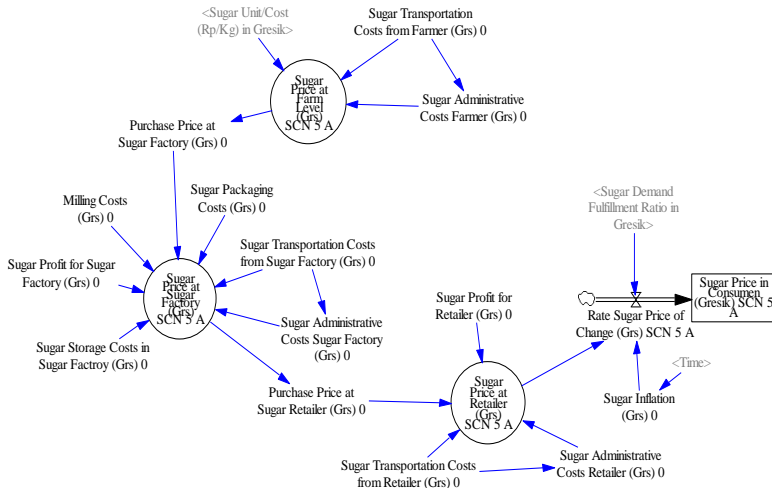 <Sugar Unit/Cost
(Rp/Kg) in Gresik>
Sugar Transportation
Costs from Farmer (Grs) 0
Sugar
Price at
Farm
Level
(Grs)
SCN 5 A
Sugar Administrative
Costs Farmer (Grs) 0
Purchase Price at
Sugar Factory (Grs) 0
Milling Costs
(Grs) 0
Sugar Packaging
Costs (Grs) 0
<Sugar Demand
Fulfillment Ratio in
Gresik>
Sugar Profit for Sugar
Factory (Grs) 0
Sugar
Price at
Sugar
Factory
(Grs)
SCN 5 A
Sugar Transportation Costs
from Sugar Factory (Grs) 0
Sugar Price in
Consumen
(Gresik) SCN 5
A
Sugar Profit for
Retailer (Grs) 0
Rate Sugar Price of
Change (Grs) SCN 5 A
Sugar Administrative
Costs Sugar Factory
(Grs) 0
Sugar Storage Costs in
Sugar Factroy (Grs) 0
<Time>
Purchase Price at
Sugar Retailer (Grs) 0
Sugar
Price at
Retailer
(Grs)
SCN 5 A
Sugar Inflation
(Grs) 0
Sugar Transportation Costs
from Retailer (Grs) 0
Sugar Administrative
Costs Retailer (Grs) 0